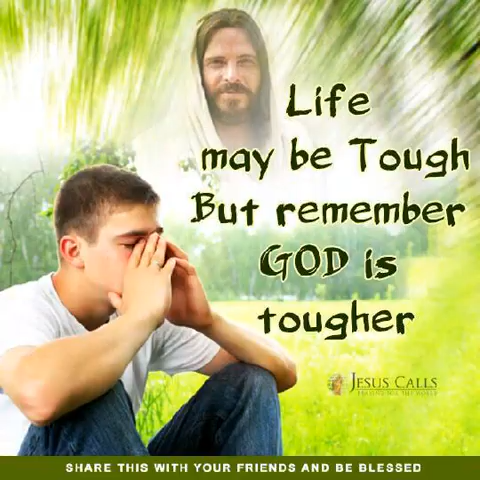 Life
may be Tough
But remember
GOD is
tougher
JESUS CALLS
SHARE THIS WITH YOUR FRIENDS AND BE BLESSED